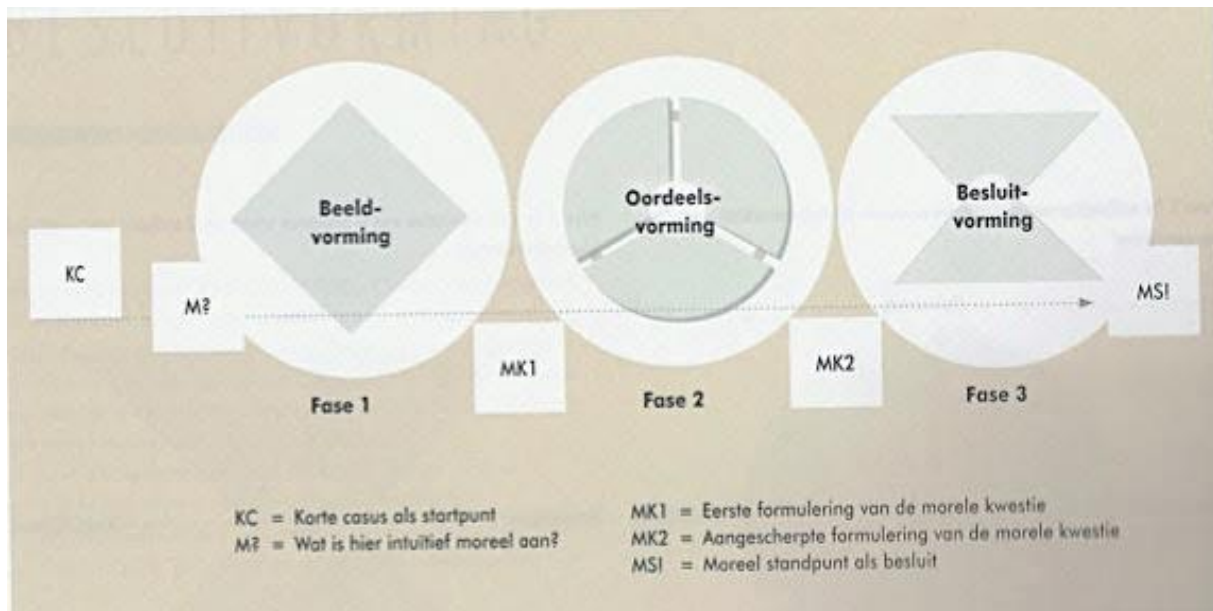 Beeld-
vorming
Oordeels-
vorming
Besluit-
vorming
KC
M?
MK1
MK2
MS!
Fase 1
Fase 2
Fase 3
KC = Korte casus als startpunt
M? = Wat is hier intuïtief moreel aan?
MK1 = Eerste formulering van de morele kwestie
MK2 = Aangescherpte formulering van de morele kwestie
MS! = Moreel standpunt als besluit